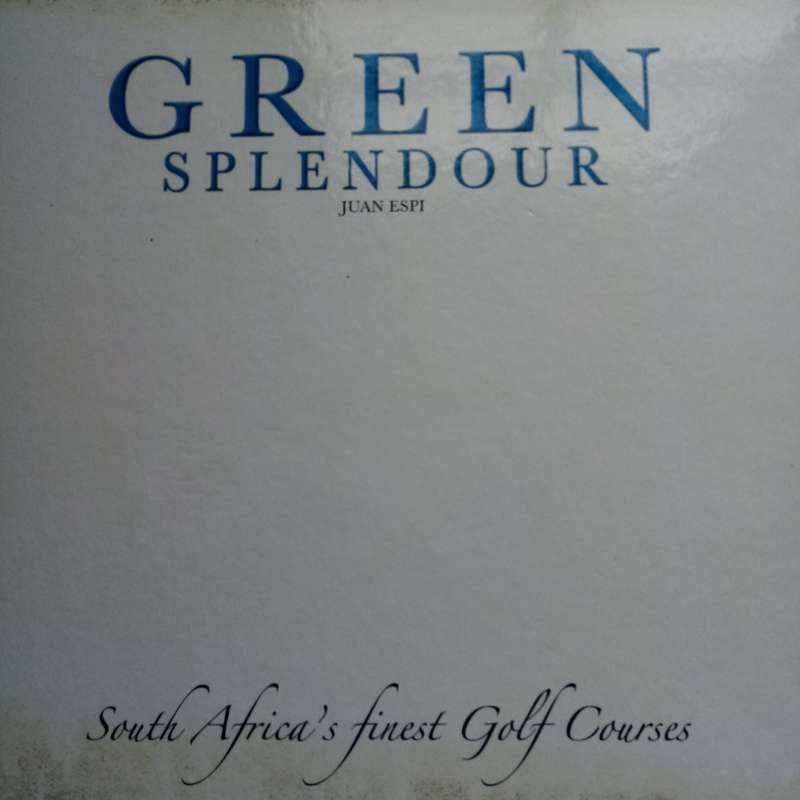 GREEN
SPLENDOUR
JUAN ESPI
South Africa's finest Golf Courses